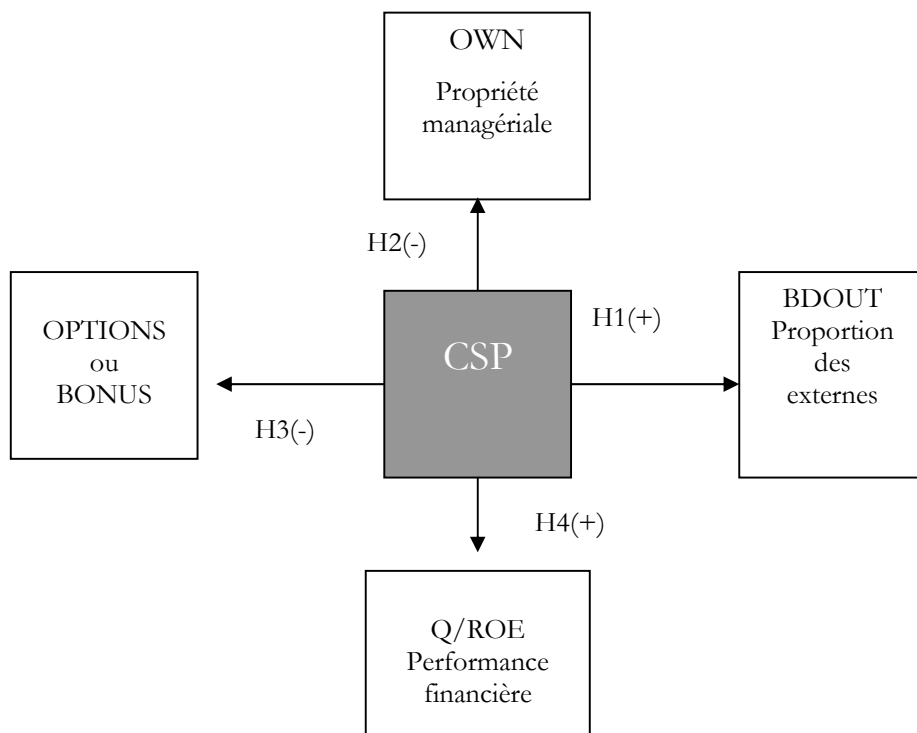 OWN
Propriété
managériale
H2(-)
H1(+)
BDOUT
Proportion
des
externes
OPTIONS
ou
BONUS
CSP
H3(-)
H4(+)
Q/ROE
Performance
financière